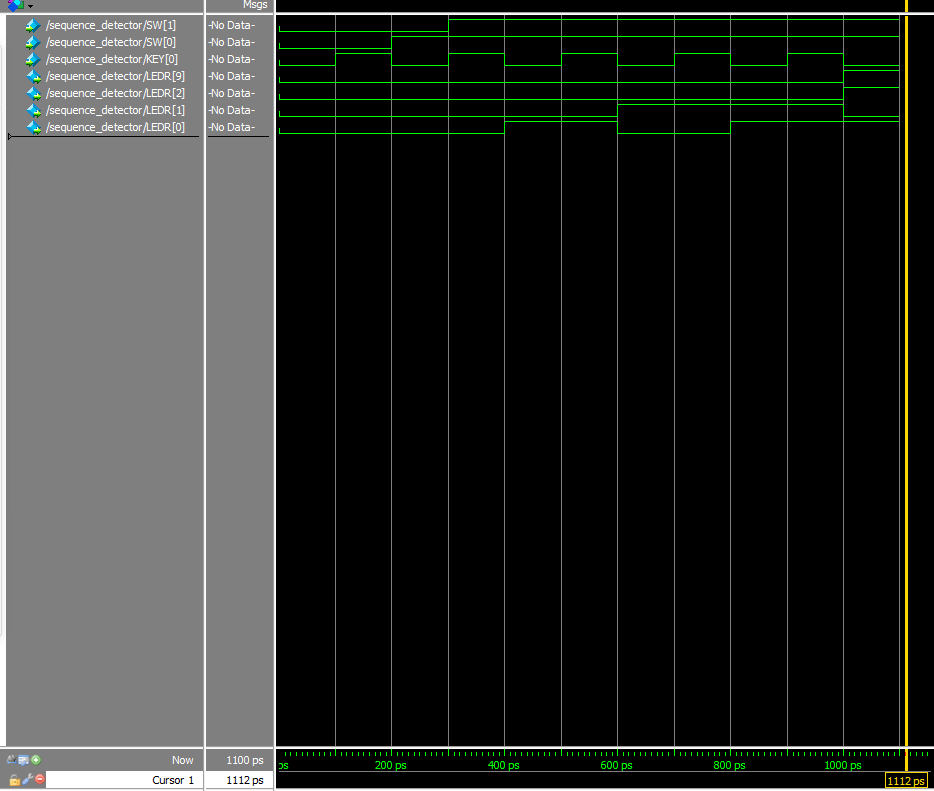 Msgs
/sequence_detector/SW[1] -No Data-
/sequence_detector/SW[0] -No Data-
/sequence_detector/KEY[0] -No Data-
/sequence_detector/LEDR[9] -No Data-
/sequence_detector/LEDR[2] -No Data-
/sequence_detector/LEDR[1] -No Data-
/sequence_detector/LEDR[0] -No Data-
Now 1100 ps ps 200 ps 400 ps 600 ps 800 ps 1000 ps
Cursor 1 1112 ps 1112 ps